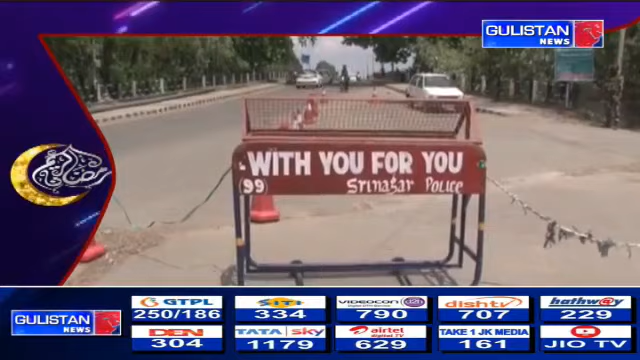 GULISTAN
NEWS
WITH YOU FOR YOU
99 Srinagar Police
GULISTAN
NEWS
GTPL
250/186
SITI
334
VIDEOCON d2h
790
dishtv
707
hathw@y
229
DEN
304
TATA Sky
1179
airtel
digital TV
629
TAKE 1 JK MEDIA
161
JIO TV